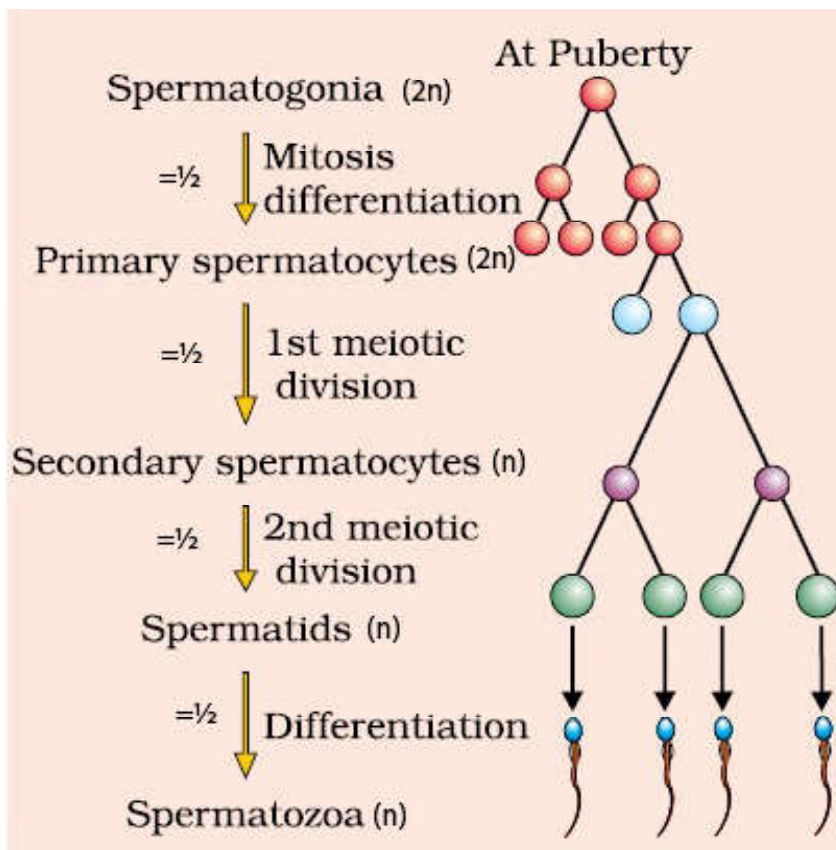 At Puberty
Spermatogonia (2n)
=½
Mitosis
differentiation
Primary spermatocytes (2n)
=½
1st meiotic
division
Secondary spermatocytes (n)
=½
2nd meiotic
division
Spermatids (n)
=½
Differentiation
Spermatozoa (n)